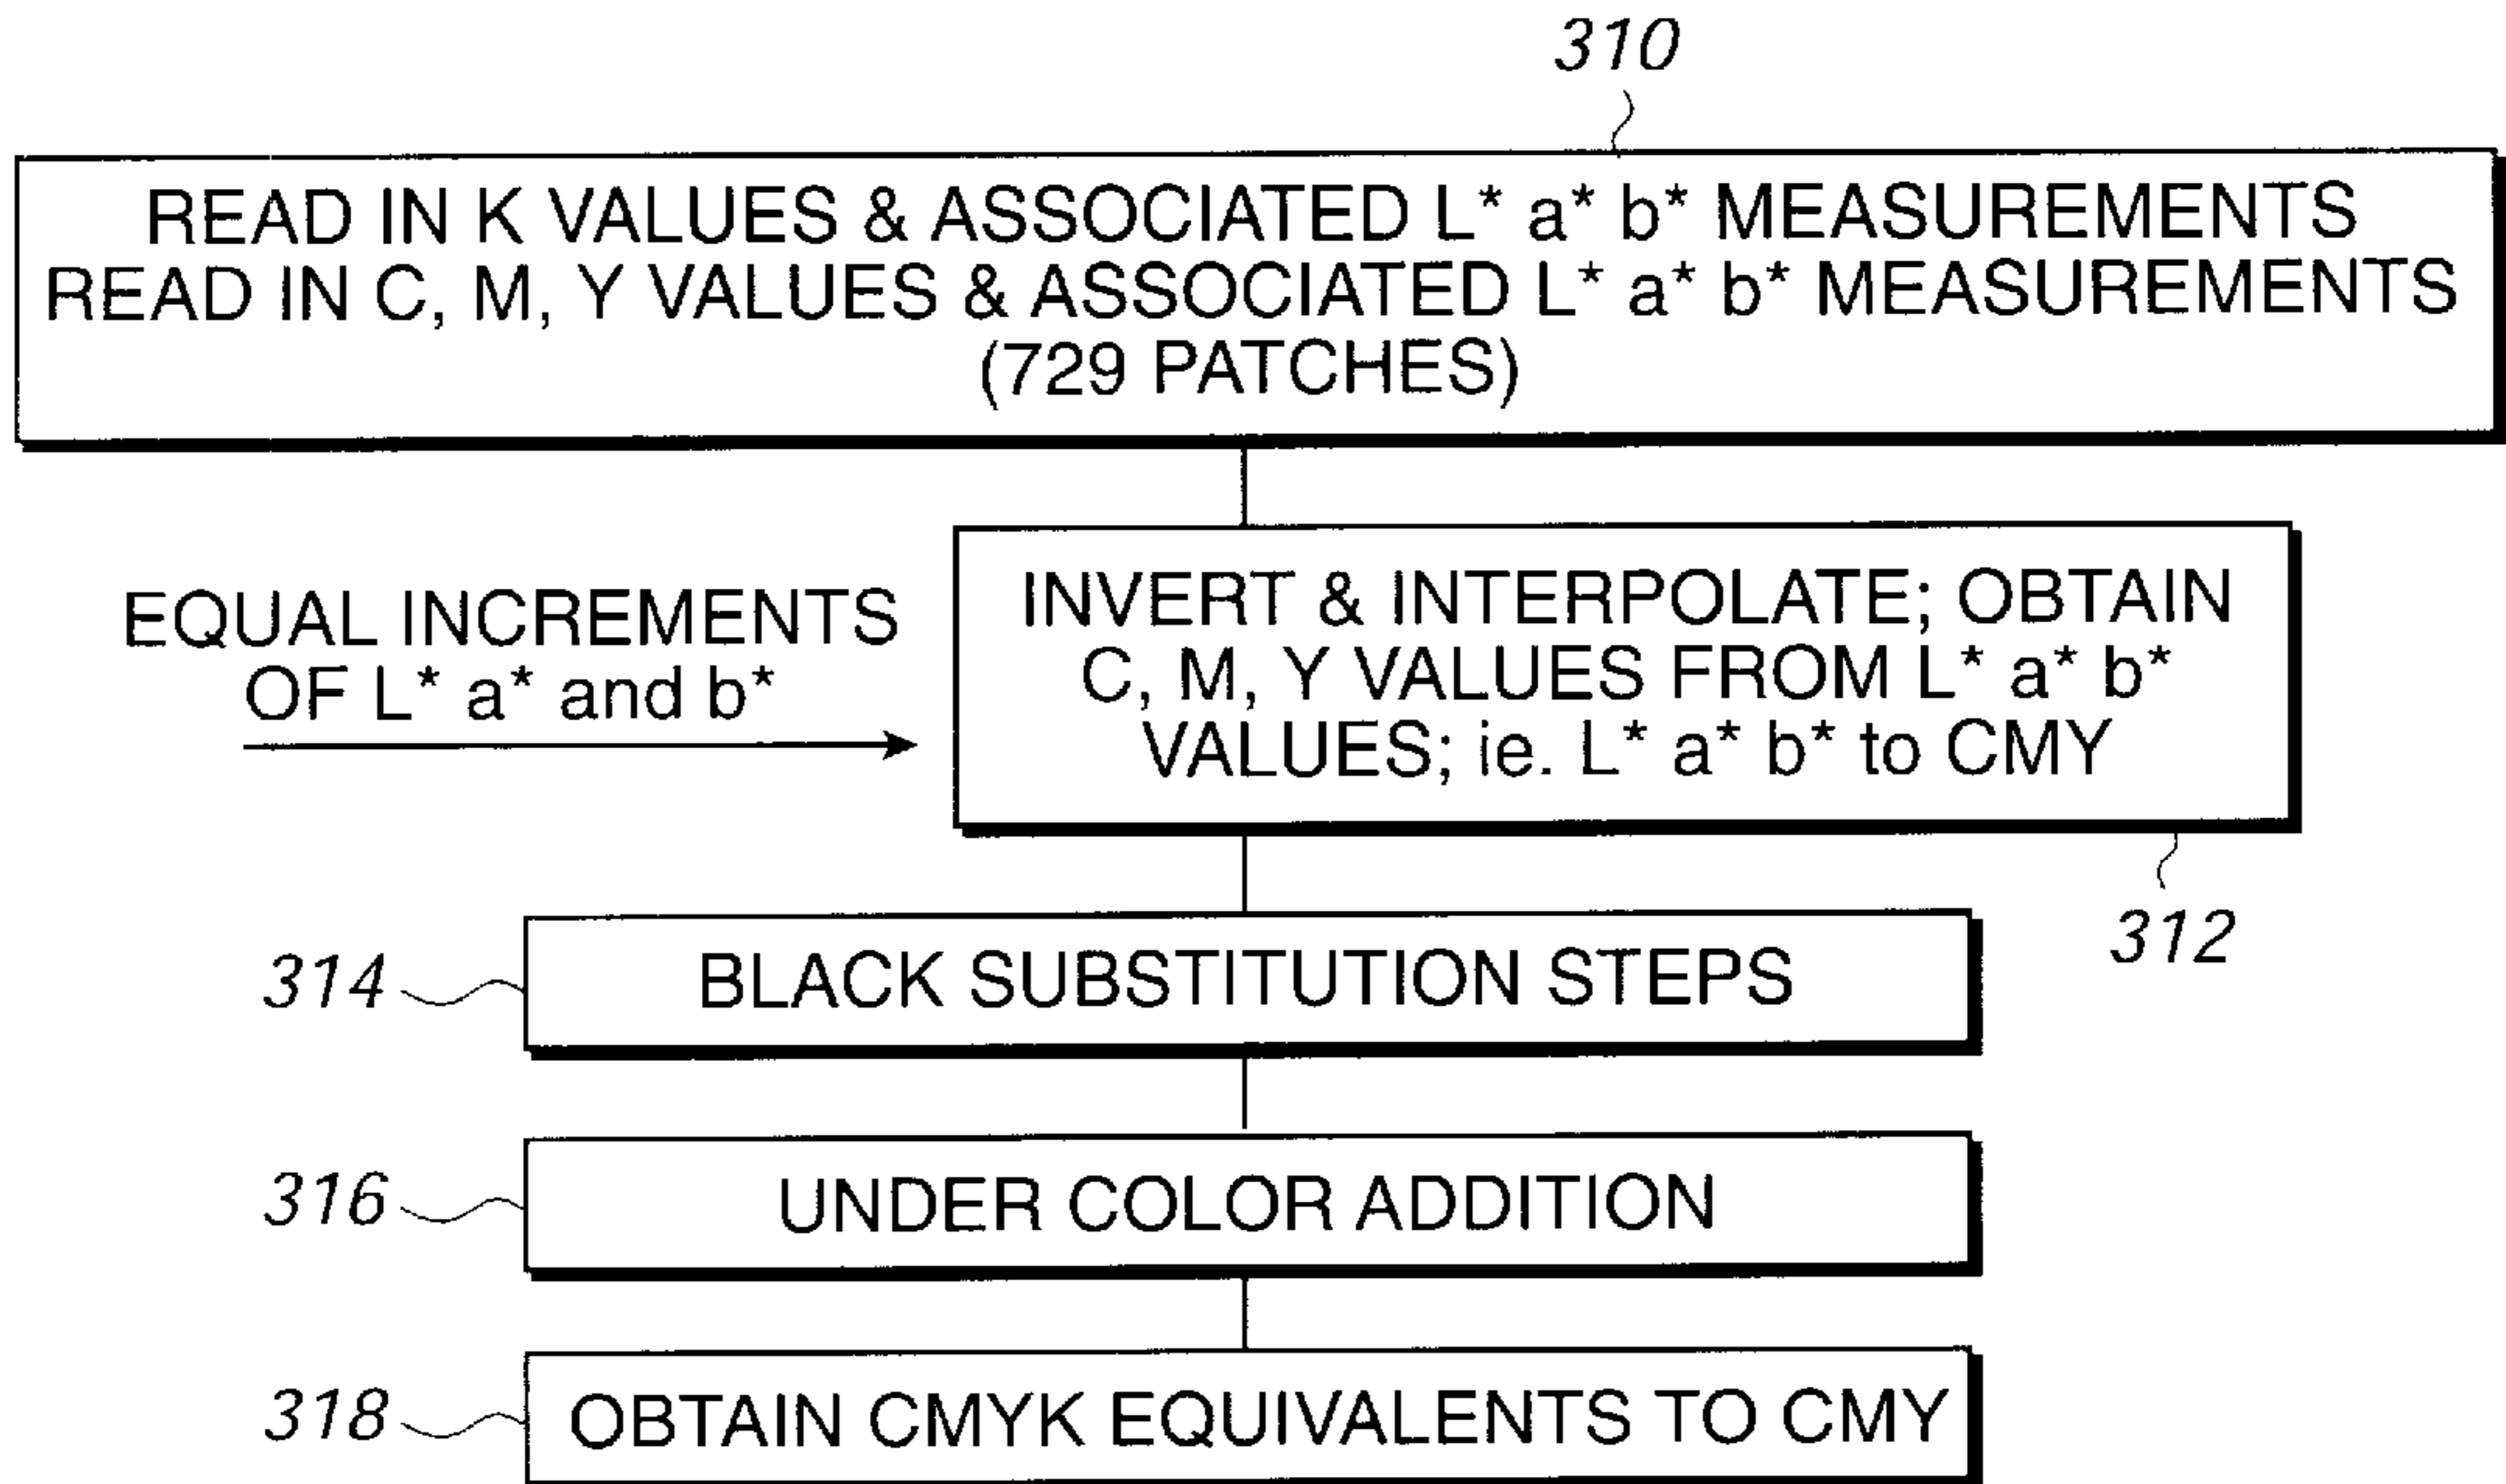 310
READ IN K VALUES & ASSOCIATED L* a* b* MEASUREMENTS
READ IN C, M, Y VALUES & ASSOCIATED L* a* b* MEASUREMENTS
(729 PATCHES)
EQUAL INCREMENTS
OF L* a* and b*
INVERT & INTERPOLATE; OBTAIN
C, M, Y VALUES FROM L* a* b*
VALUES; ie. L* a* b* to CMY
312
314
BLACK SUBSTITUTION STEPS
316
UNDER COLOR ADDITION
318
OBTAIN CMYK EQUIVALENTS TO CMY